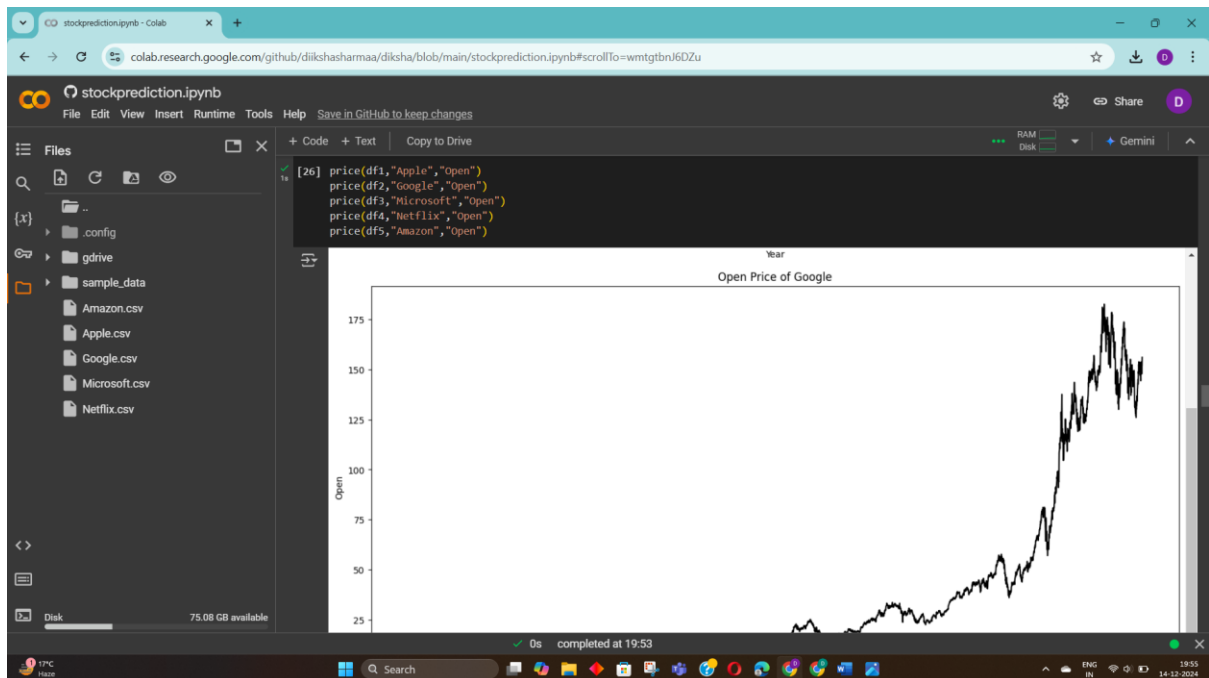 stockprediction.ipynb - Colab
colab.research.google.com/github/diikshasharmaa/diksha/blob/main/stockprediction.ipynb#scrollTo=wmtgtbnJ6DZu
D
CO
stockprediction.ipynb
File Edit View Insert Runtime Tools Help Save in GitHub to keep changes
Share
D
Files
+ Code + Text Copy to Drive
RAM
Disk
Gemini
..
{x}
.config
gdrive
sample_data
Amazon.csv
Apple.csv
Google.csv
Microsoft.csv
Netflix.csv
Disk 75.08 GB available
1s
[26] price(df1,"Apple","Open")
price(df2,"Google","Open")
price(df3,"Microsoft","Open")
price(df4,"Netflix","Open")
price(df5,"Amazon","Open")
Year
Open Price of Google
175
150
125
100
75
50
25
Open
0s completed at 19:53
1
17°C
Haze
Search
ENG
IN
19:55
14-12-2024